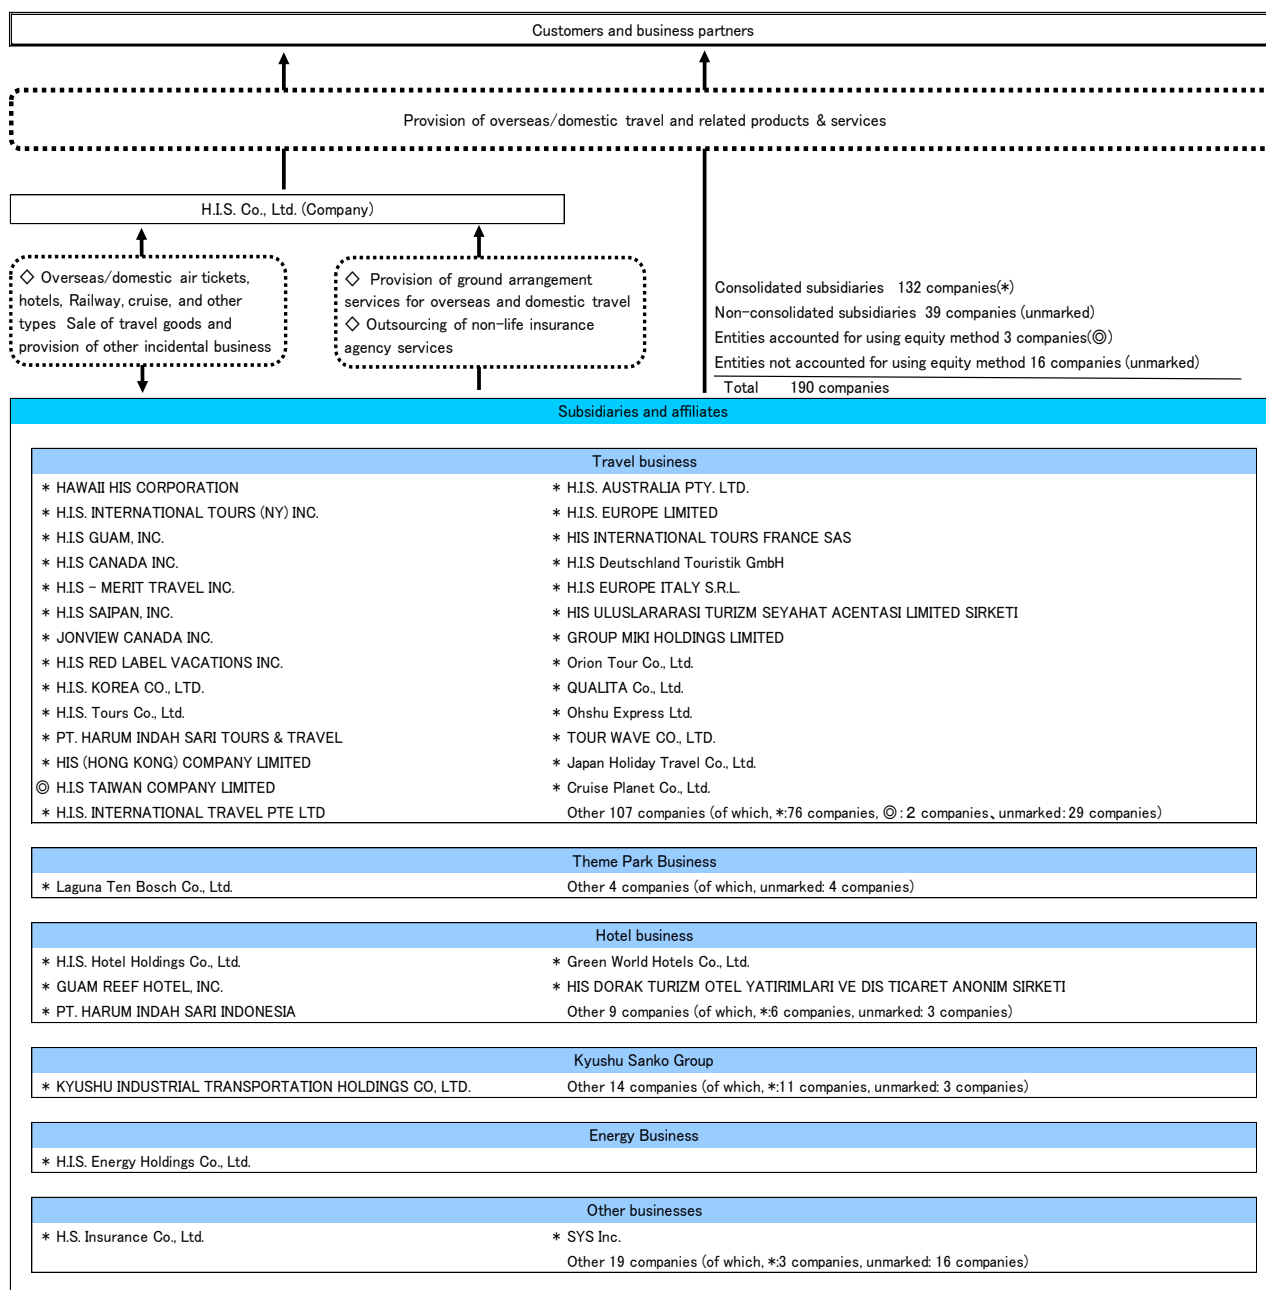 Customers and business partners
Provision of overseas/domestic travel and related products & services
H.I.S. Co., Ltd. (Company)
◇ Overseas/domestic air tickets,
hotels, Railway, cruise, and other
types Sale of travel goods and
provision of other incidental business
◇ Provision of ground arrangement
services for overseas and domestic travel
◇ Outsourcing of non-life insurance
agency services
Consolidated subsidiaries 132 companies(*)
Non-consolidated subsidiaries 39 companies (unmarked)
Entities accounted for using equity method 3 companies(◎)
Entities not accounted for using equity method 16 companies (unmarked)
Total 190 companies
Subsidiaries and affiliates
Travel business
* HAWAII HIS CORPORATION
* H.I.S. INTERNATIONAL TOURS (NY) INC.
* H.I.S GUAM, INC.
* H.I.S CANADA INC.
* H.I.S - MERIT TRAVEL INC.
* H.I.S SAIPAN, INC.
* JONVIEW CANADA INC.
* H.I.S RED LABEL VACATIONS INC.
* H.I.S. KOREA CO., LTD.
* H.I.S. Tours Co., Ltd.
* PT. HARUM INDAH SARI TOURS & TRAVEL
* HIS (HONG KONG) COMPANY LIMITED
◎ H.I.S TAIWAN COMPANY LIMITED
* H.I.S. INTERNATIONAL TRAVEL PTE LTD
* H.I.S. AUSTRALIA PTY. LTD.
* H.I.S. EUROPE LIMITED
* HIS INTERNATIONAL TOURS FRANCE SAS
* H.I.S Deutschland Touristik GmbH
* H.I.S EUROPE ITALY S.R.L.
* HIS ULUSLARARASI TURIZM SEYAHAT ACENTASI LIMITED SIRKETI
* GROUP MIKI HOLDINGS LIMITED
* Orion Tour Co., Ltd.
* QUALITA Co., Ltd.
* Ohshu Express Ltd.
* TOUR WAVE CO., LTD.
* Japan Holiday Travel Co., Ltd.
* Cruise Planet Co., Ltd.
Other 107 companies (of which, *:76 companies, ◎:２ companies、unmarked: 29 companies)
Theme Park Business
* Laguna Ten Bosch Co., Ltd.
Other 4 companies (of which, unmarked: 4 companies)
Hotel business
* H.I.S. Hotel Holdings Co., Ltd.
* GUAM REEF HOTEL, INC.
* PT. HARUM INDAH SARI INDONESIA
* Green World Hotels Co., Ltd.
* HIS DORAK TURIZM OTEL YATIRIMLARI VE DIS TICARET ANONIM SIRKETI
Other 9 companies (of which, *:6 companies, unmarked: 3 companies)
Kyushu Sanko Group
* KYUSHU INDUSTRIAL TRANSPORTATION HOLDINGS CO, LTD.
Other 14 companies (of which, *:11 companies, unmarked: 3 companies)
Energy Business
* H.I.S. Energy Holdings Co., Ltd.
Other businesses
* H.S. Insurance Co., Ltd.
* SYS Inc.
Other 19 companies (of which, *:3 companies, unmarked: 16 companies)